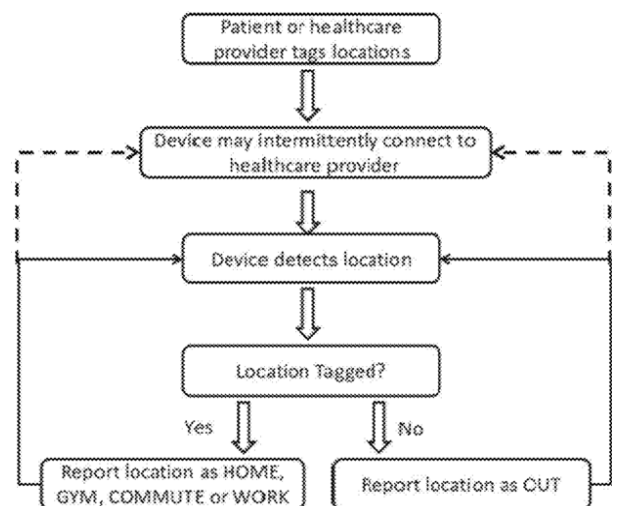 Patient or healthcare
provider tags locations
Device may intermittently connect to
healthcare provider
Device detects location
Location Tagged?
Yes
No
Report location as HOME,
GYM, COMMUTE or WORK
Report location as OUT